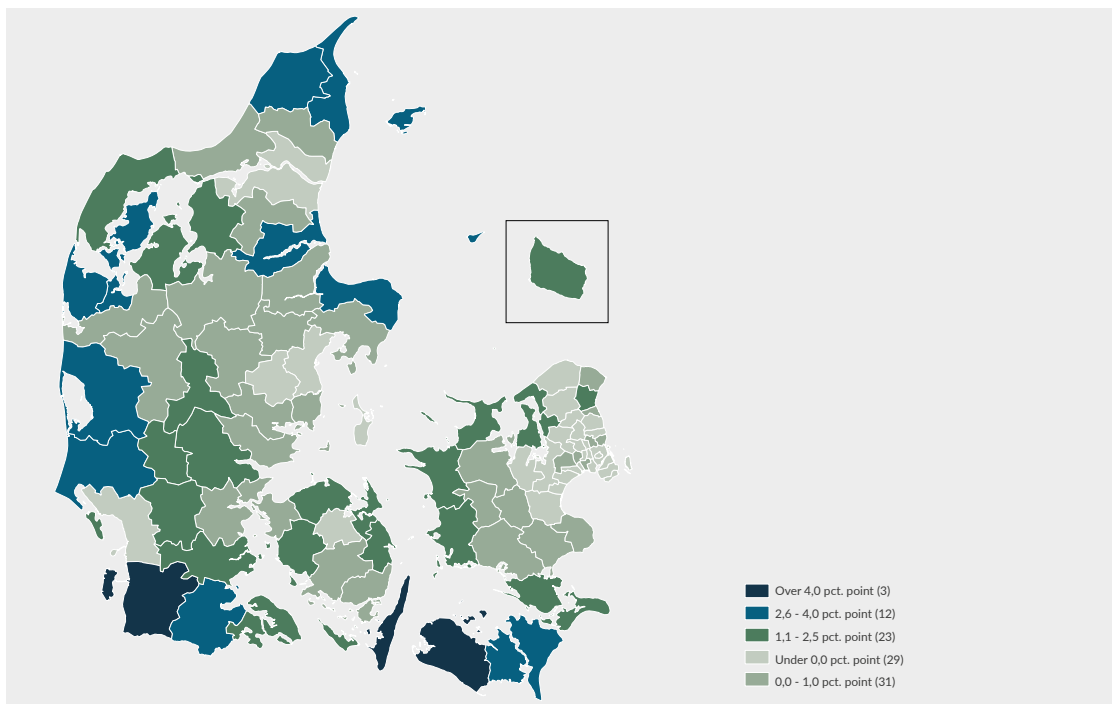 Over 4,0 pct. point (3)
2,6 - 4,0 pct. point (12)
1,1 - 2,5 pct. point (23)
Under 0,0 pct. point (29)
0,0 - 1,0 pct. point (31)